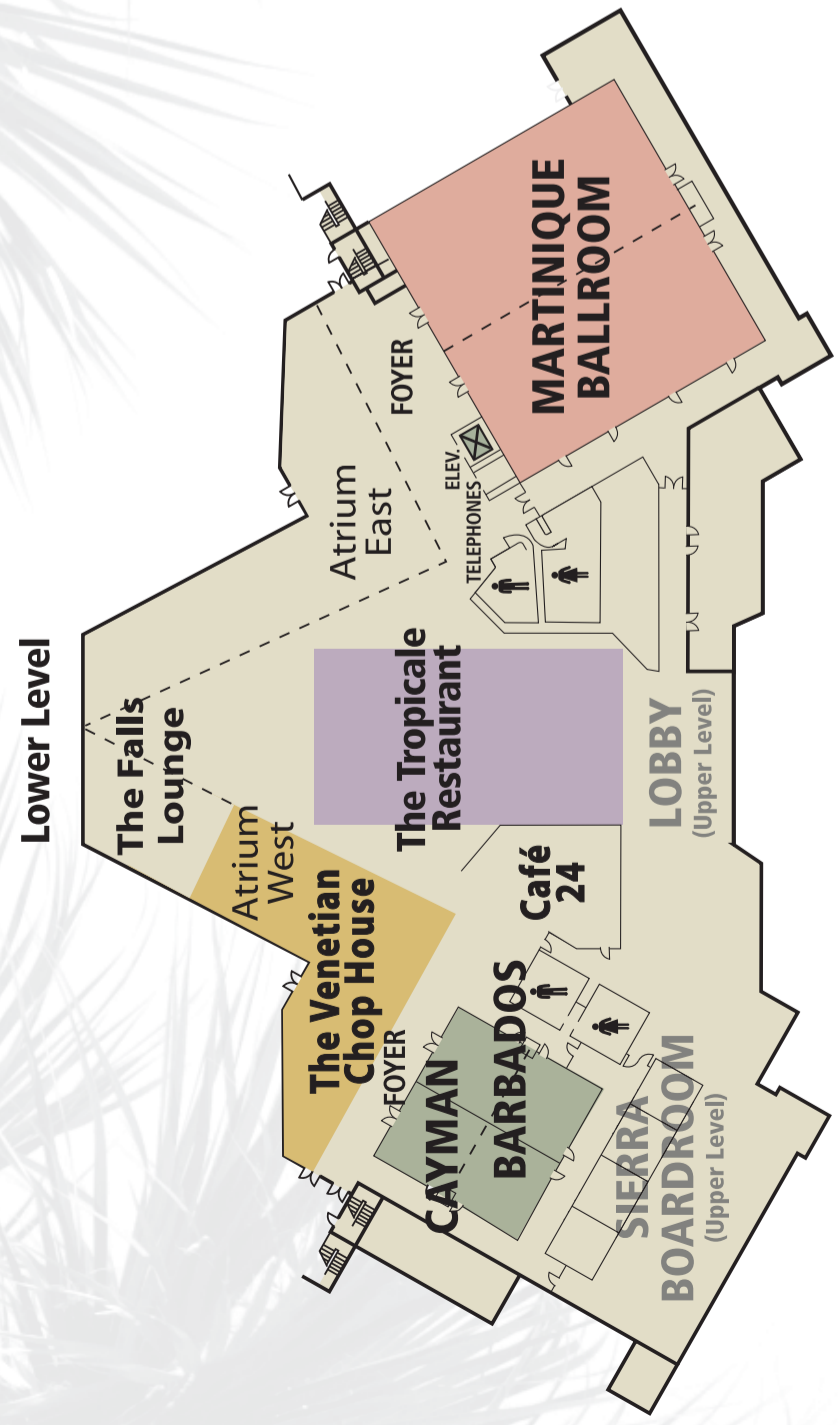 Lower Level
The Falls
Lounge
Atrium
West
The Venetian
Chop House
FOYER
CAYMAN
BARBADOS
SIERRA
BOARDROOM
(Upper Level)
Café
24
The Tropicale
Restaurant
LOBBY
(Upper Level)
Atrium
East
FOYER
ELEV.
TELEPHONES
MARTINIQUE
BALLROOM